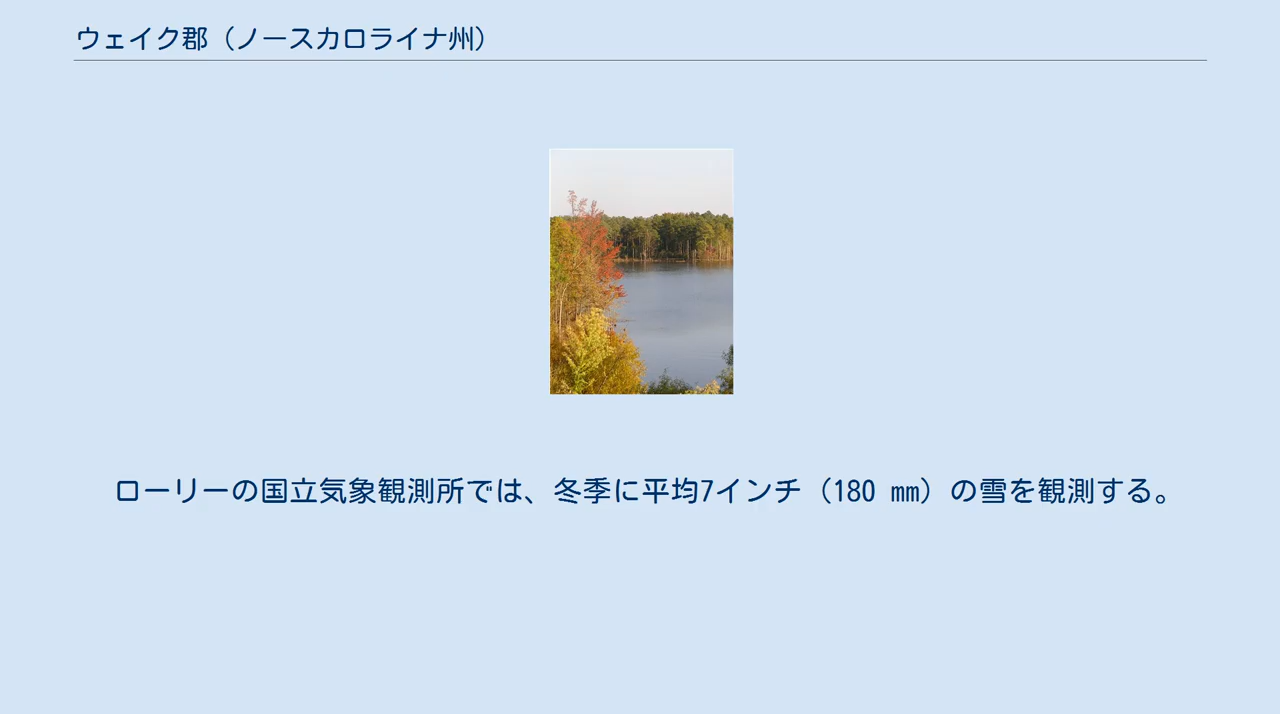 ウェイク郡（ノースカロライナ州）
ローリーの国立気象観測所では、冬季に平均7インチ（180 mm）の雪を観測する。